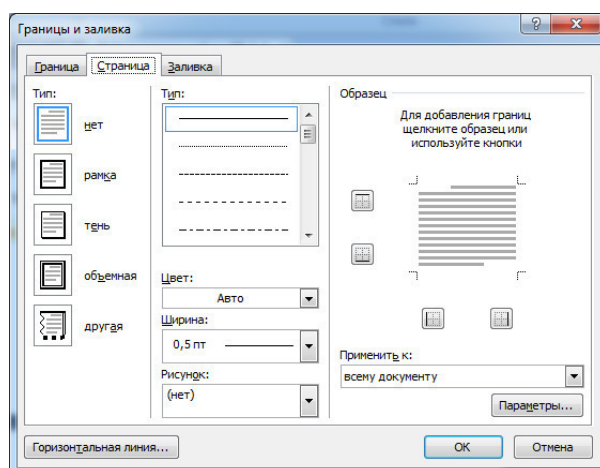 Границы и заливка
Граница
Страница
Заливка
Тип:
нет
рамка
тень
объемная
другая
Тип:
Цвет:
Авто
Ширина:
0,5 пт
Рисунок:
(нет)
Образец
Для добавления границ
щелкните образец или
используйте кнопки
Применить к:
всему документу
Параметры...
Горизонтальная линия...
ОК
Отмена